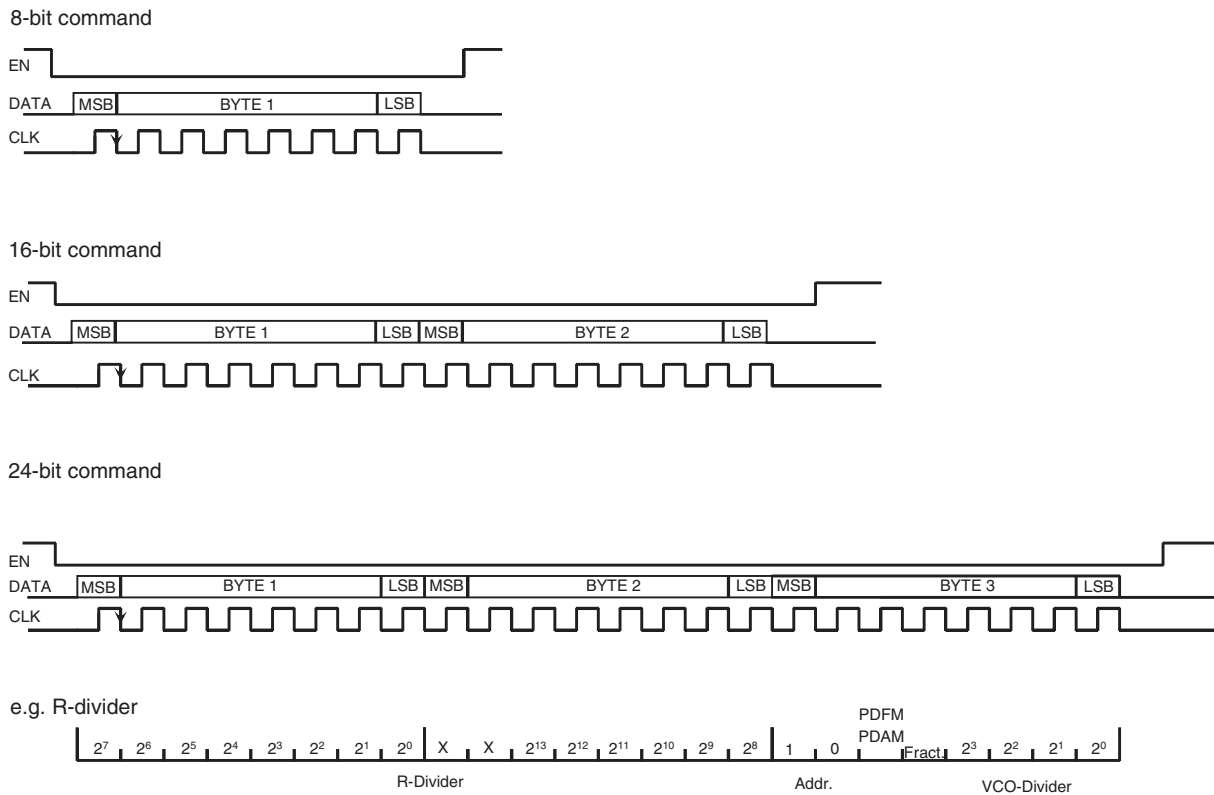 8-bit command
EN
DATA MSB BYTE 1 LSB
CLK
16-bit command
EN
DATA MSB BYTE 1 LSB MSB BYTE 2 LSB
CLK
24-bit command
EN
DATA MSB BYTE 1 LSB MSB BYTE 2 LSB MSB BYTE 3 LSB
CLK
e.g. R-divider
PDFM
PDAM
2⁷ 2⁶ 2⁵ 2⁴ 2³ 2² 2¹ 2⁰ X X 2¹³ 2¹² 2¹¹ 2¹⁰ 2⁹ 2⁸ 1 0 Fract. 2³ 2² 2¹ 2⁰
R-Divider Addr. VCO-Divider